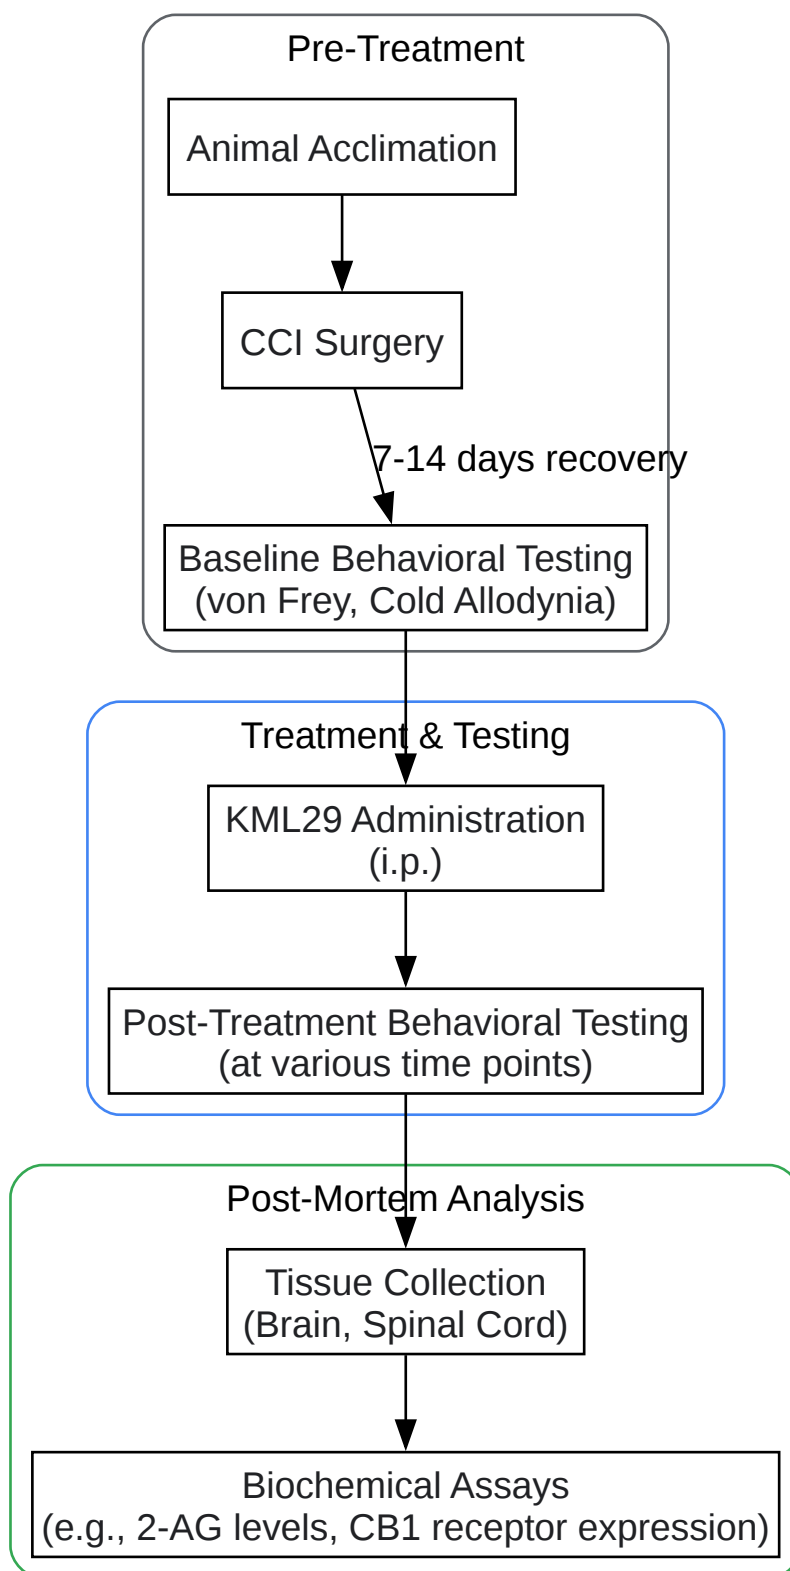 Pre-Treatment
Animal Acclimation
CCI Surgery
7-14 days recovery
Baseline Behavioral Testing
(von Frey, Cold Allodynia)
Treatment & Testing
KML29 Administration
(i.p.)
Post-Treatment Behavioral Testing
(at various time points)
Post-Mortem Analysis
Tissue Collection
(Brain, Spinal Cord)
Biochemical Assays
(e.g., 2-AG levels, CB1 receptor expression)